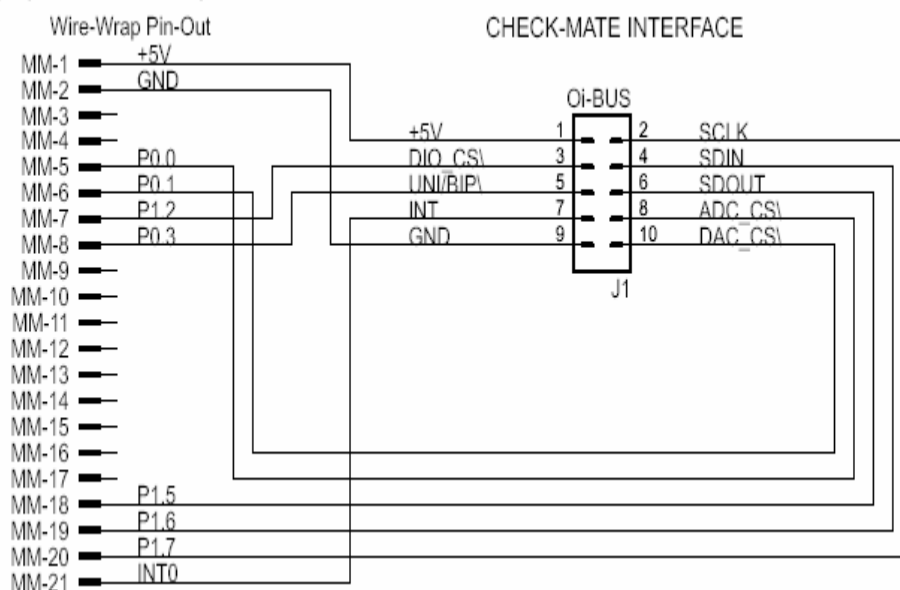 Wire-Wrap Pin-Out
CHECK-MATE INTERFACE
MM-1 +5V
MM-2 GND
MM-3
MM-4
MM-5 P0.0
MM-6 P0.1
MM-7 P1.2
MM-8 P0.3
MM-9
MM-10
MM-11
MM-12
MM-13
MM-14
MM-15
MM-16
MM-17
MM-18 P1.5
MM-19 P1.6
MM-20 P1.7
MM-21 INT0
Oi-BUS
+5V 1 2 SCLK
DIO_CS\ 3 4 SDIN
UNI/BIP\ 5 6 SDOUT
INT 7 8 ADC_CS\
GND 9 10 DAC_CS\
J1